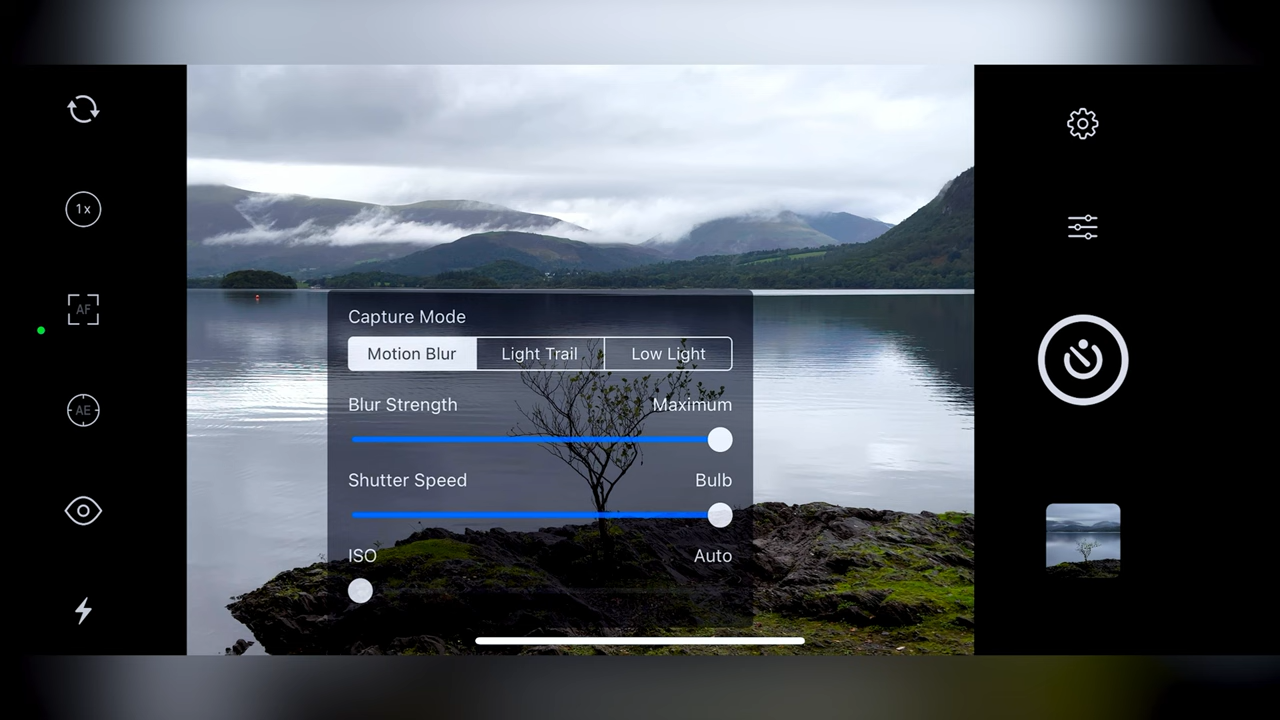 1x
AF
AE
Capture Mode
Motion Blur Light Trail Low Light
Blur Strength Maximum
Shutter Speed Bulb
ISO Auto